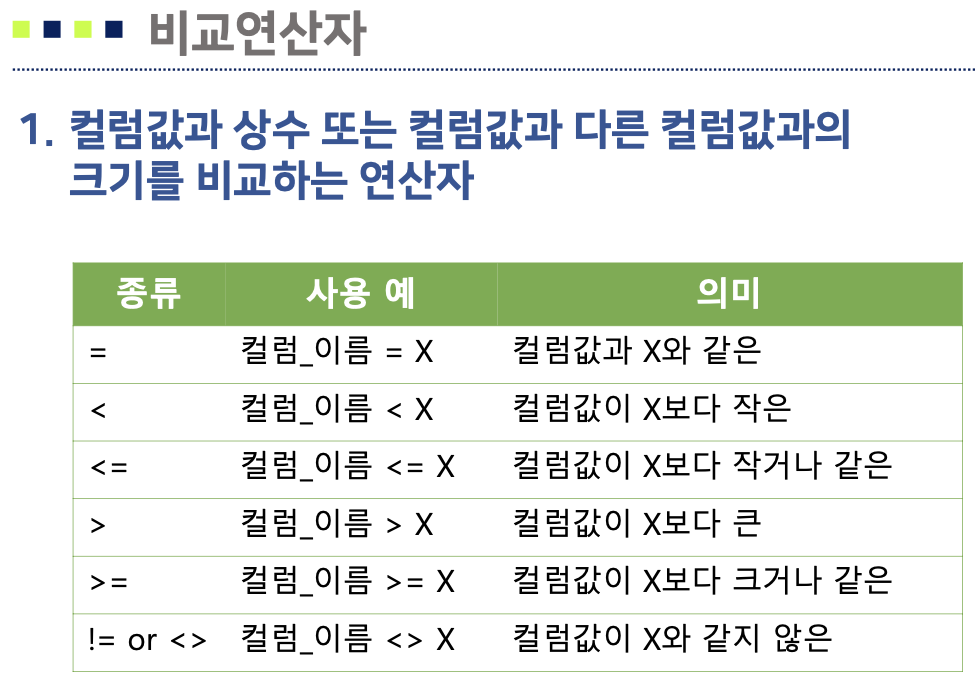 비교연산자
1. 컬럼값과 상수 또는 컬럼값과 다른 컬럼값과의
크기를 비교하는 연산자
종류 사용 예 의미
= 컬럼_이름 = X 컬럼값과 X와 같은
< 컬럼_이름 < X 컬럼값이 X보다 작은
<= 컬럼_이름 <= X 컬럼값이 X보다 작거나 같은
> 컬럼_이름 > X 컬럼값이 X보다 큰
>= 컬럼_이름 >= X 컬럼값이 X보다 크거나 같은
!= or <> 컬럼_이름 <> X 컬럼값이 X와 같지 않은